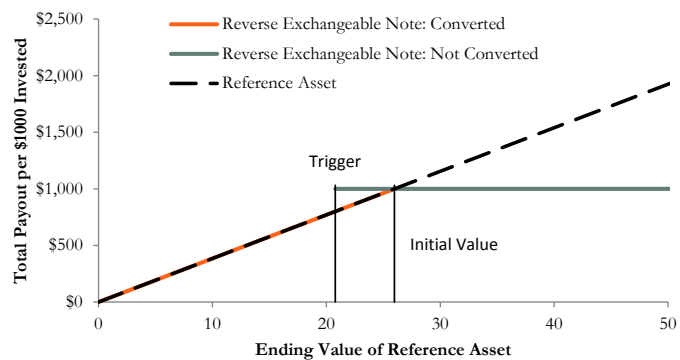 $2,500
Reverse Exchangeable Note: Converted
Reverse Exchangeable Note: Not Converted
$2,000
Reference Asset
Total Payout per $1000 Invested
$1,500
Trigger
$1,000
$500
Initial Value
$0
0 10 20 30 40 50
Ending Value of Reference Asset